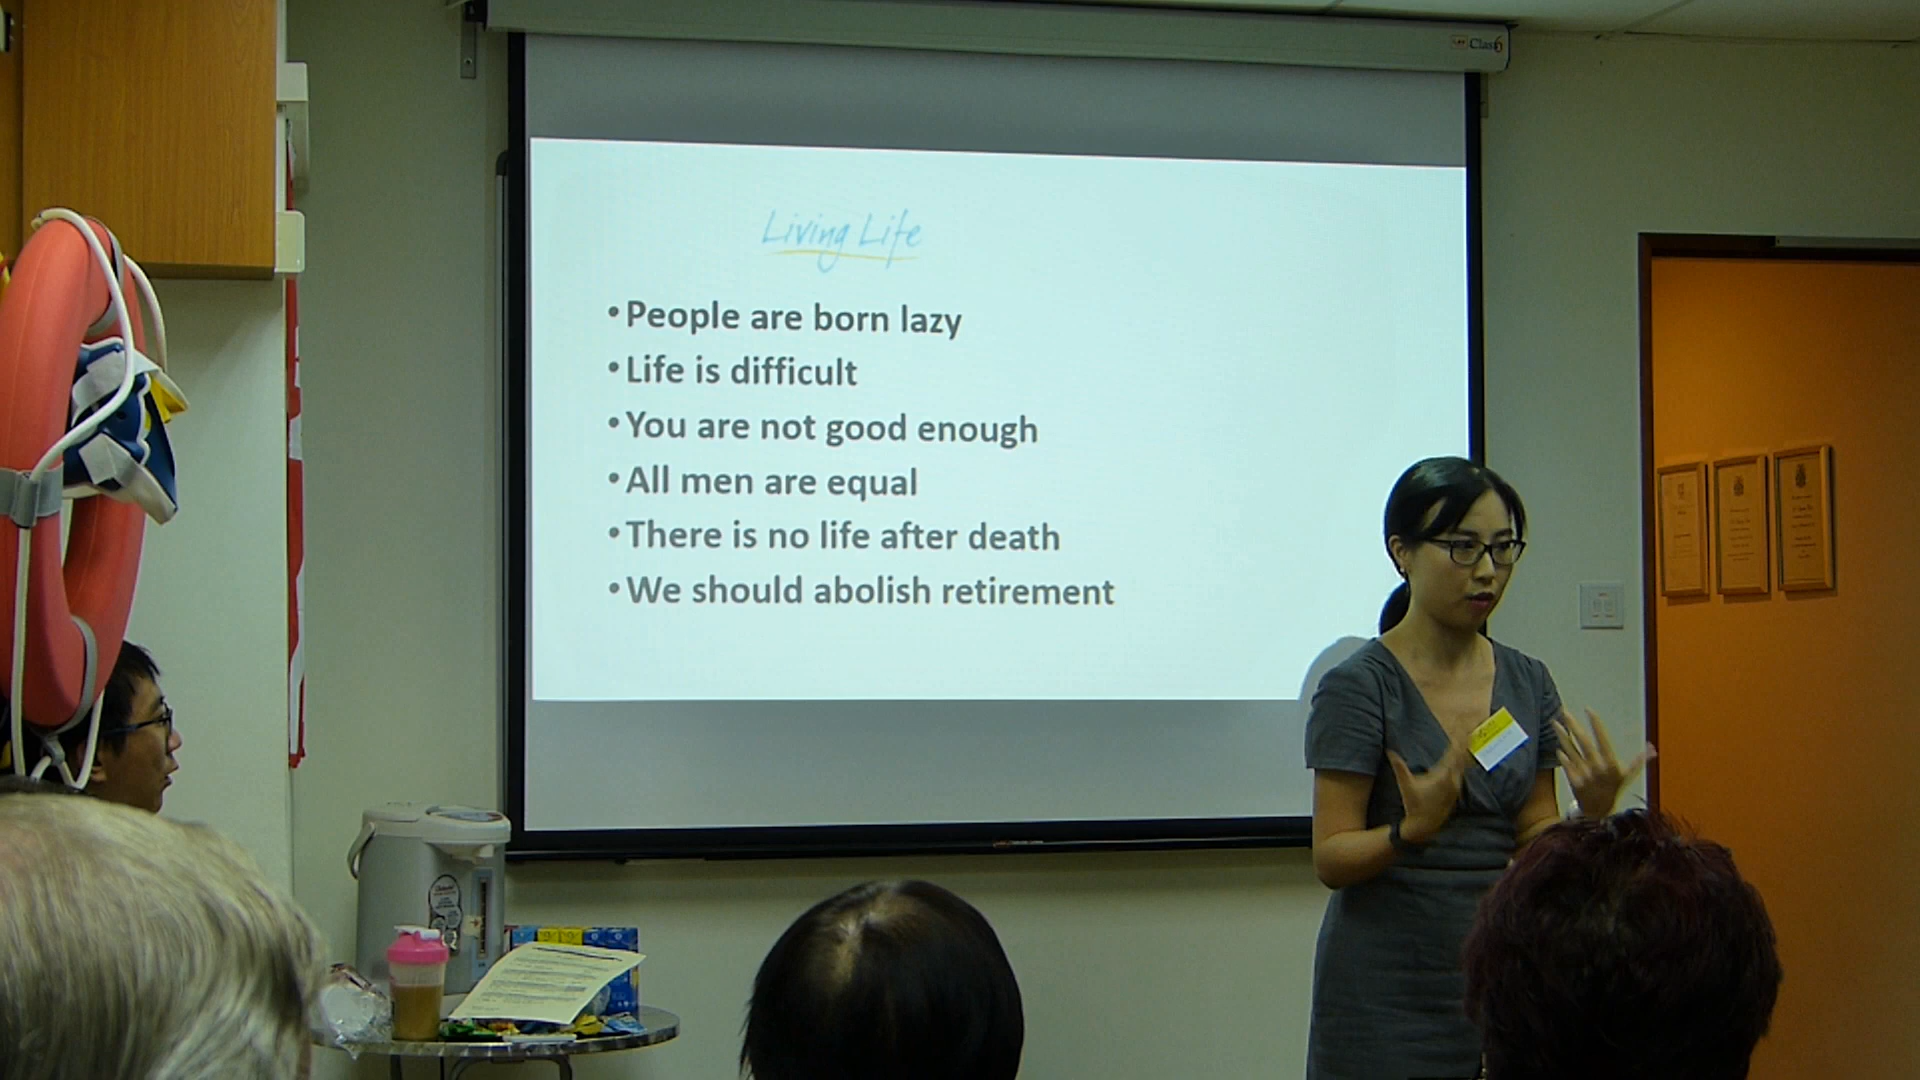 Class
Living Life
• People are born lazy
• Life is difficult
• You are not good enough
• All men are equal
• There is no life after death
• We should abolish retirement